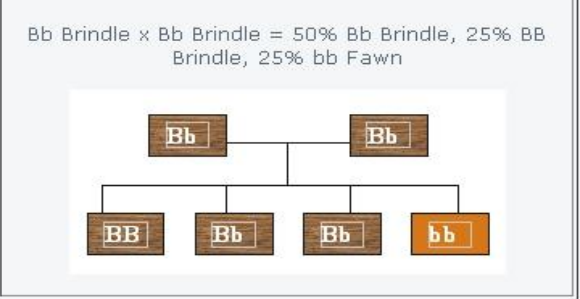 Bb Brindle x Bb Brindle = 50% Bb Brindle, 25% BB
Brindle, 25% bb Fawn
Bb Bb
BB Bb Bb bb